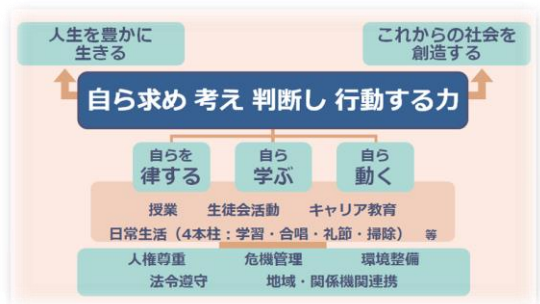 人生を豊かに
生きる
これからの社会を
創造する
自ら求め 考え 判断し 行動する力
自らを
律する
自ら
学ぶ
自ら
動く
授業 生徒会活動 キャリア教育
日常生活（4本柱：学習・合唱・礼節・掃除） 等
人権尊重 危機管理 環境整備
法令遵守 地域・関係機関連携